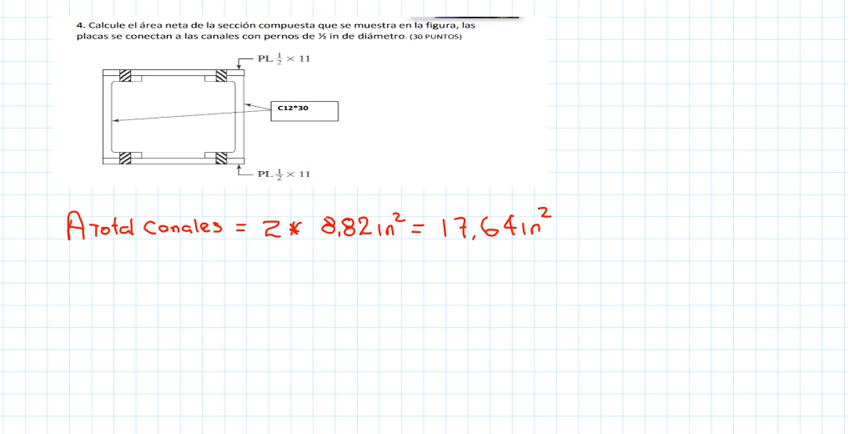 4. Calcule el área neta de la sección compuesta que se muestra en la figura, las
placas se conectan a las canales con pernos de ½ in de diámetro. (30 PUNTOS)
PL 1/2 × 11
C12*30
PL 1/2 × 11
A Total Canales = 2 * 8,82 in² = 17,64 in²